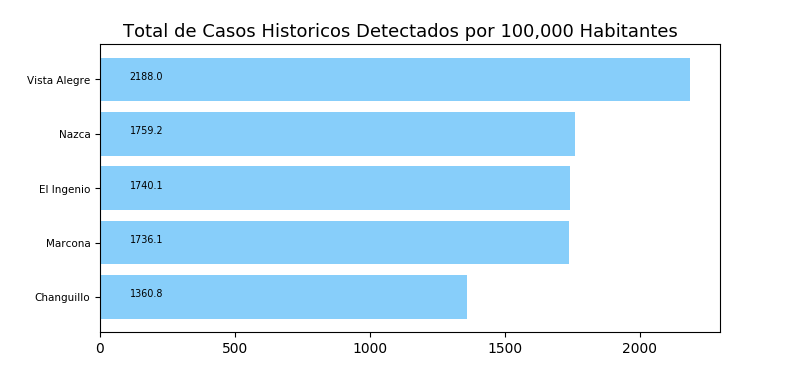 Total de Casos Historicos Detectados por 100,000 Habitantes
Vista Alegre 2188.0
Nazca 1759.2
El Ingenio 1740.1
Marcona 1736.1
Changuillo 1360.8
0 500 1000 1500 2000